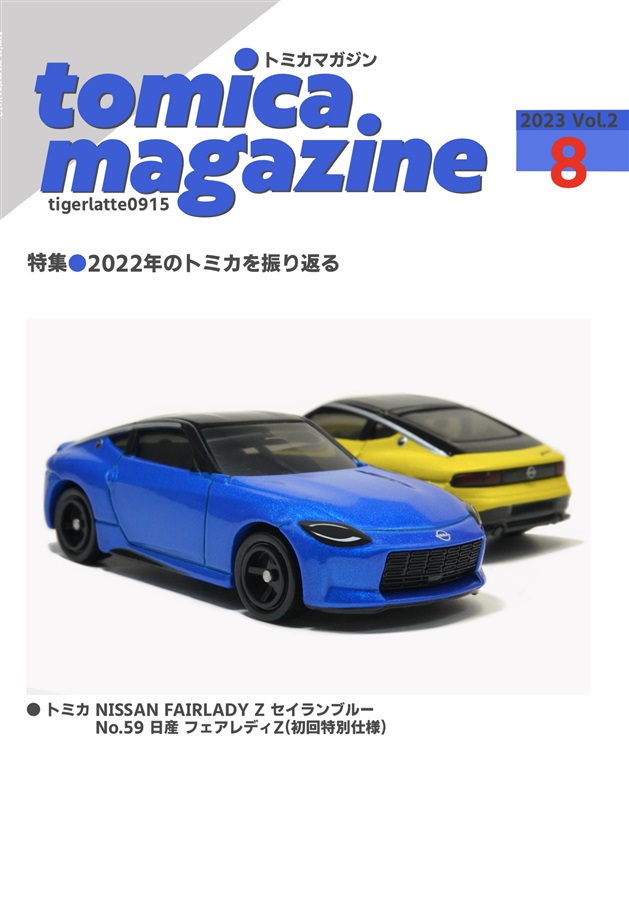 トミカマガジン
tomica
magazine
tigerlatte0915
2023 Vol.2
8
特集●2022年のトミカを振り返る
● トミカ NISSAN FAIRLADY Z セイランブルー
No.59 日産 フェアレディZ(初回特別仕様)